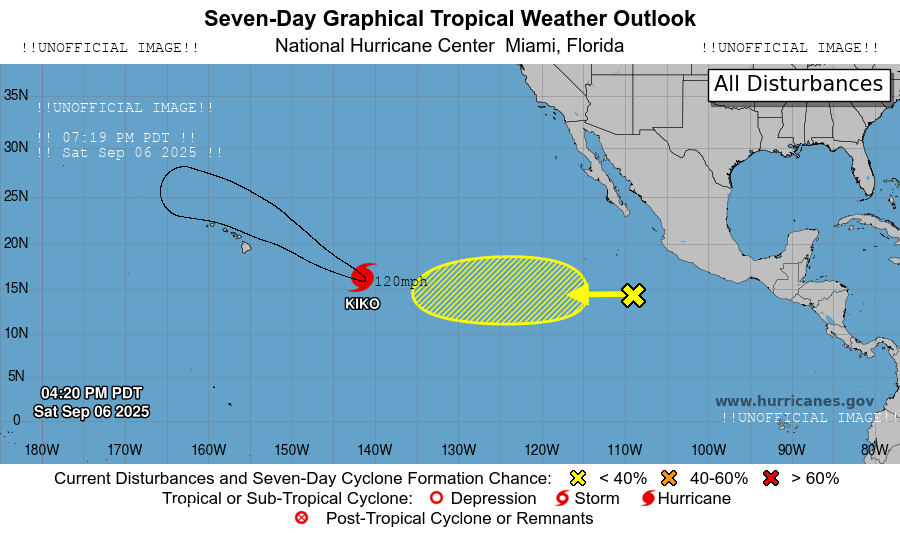 Seven-Day Graphical Tropical Weather Outlook
!!UNOFFICIAL IMAGE!! National Hurricane Center Miami, Florida !!UNOFFICIAL IMAGE!!
All Disturbances
35N
!!UNOFFICIAL IMAGE!!
!! 07:19 PM PDT !!
30N
!! Sat Sep 06 2025 !!
25N
20N
120mph
15N
KIKO
10N
5N
04:20 PM PDT
www.hurricanes.gov
Sat Sep 06 2025
!!UNOFFICIAL IMAGE!!
0
180W 170W 160W 150W 140W 130W 120W 110W 100W 90W 80W
Current Disturbances and Seven-Day Cyclone Formation Chance: < 40% 40-60% > 60%
Tropical or Sub-Tropical Cyclone: Depression Storm Hurricane
Post-Tropical Cyclone or Remnants